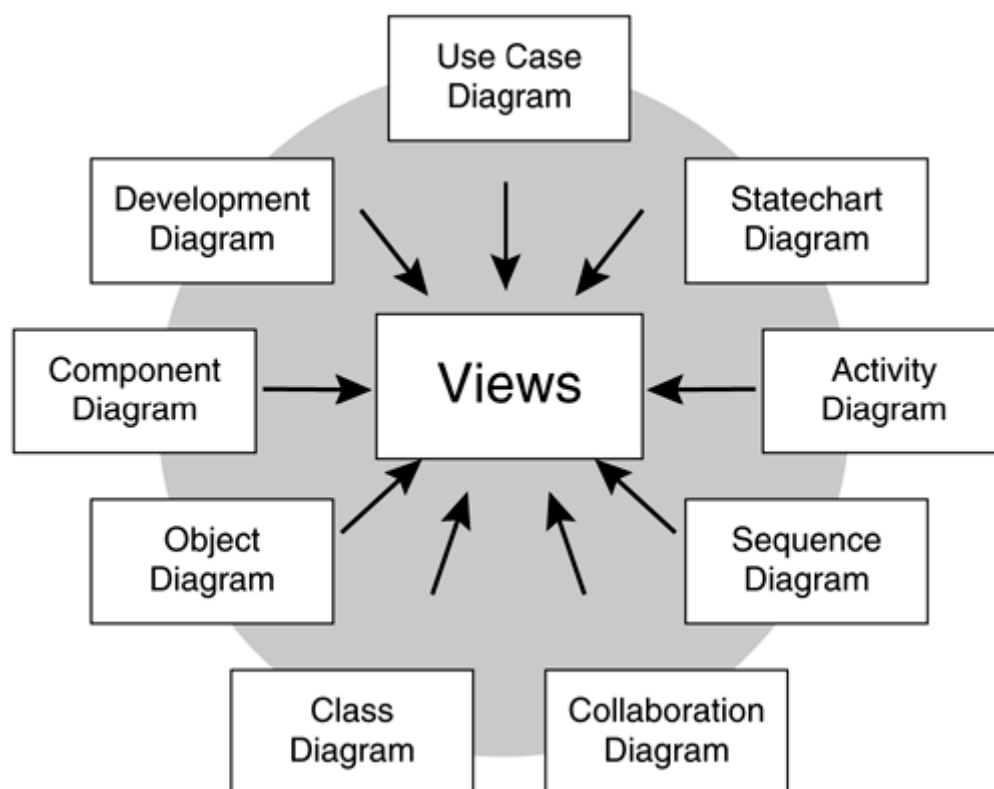 Use Case
Diagram
Development
Diagram
Statechart
Diagram
Component
Diagram
Views
Activity
Diagram
Object
Diagram
Sequence
Diagram
Class
Diagram
Collaboration
Diagram